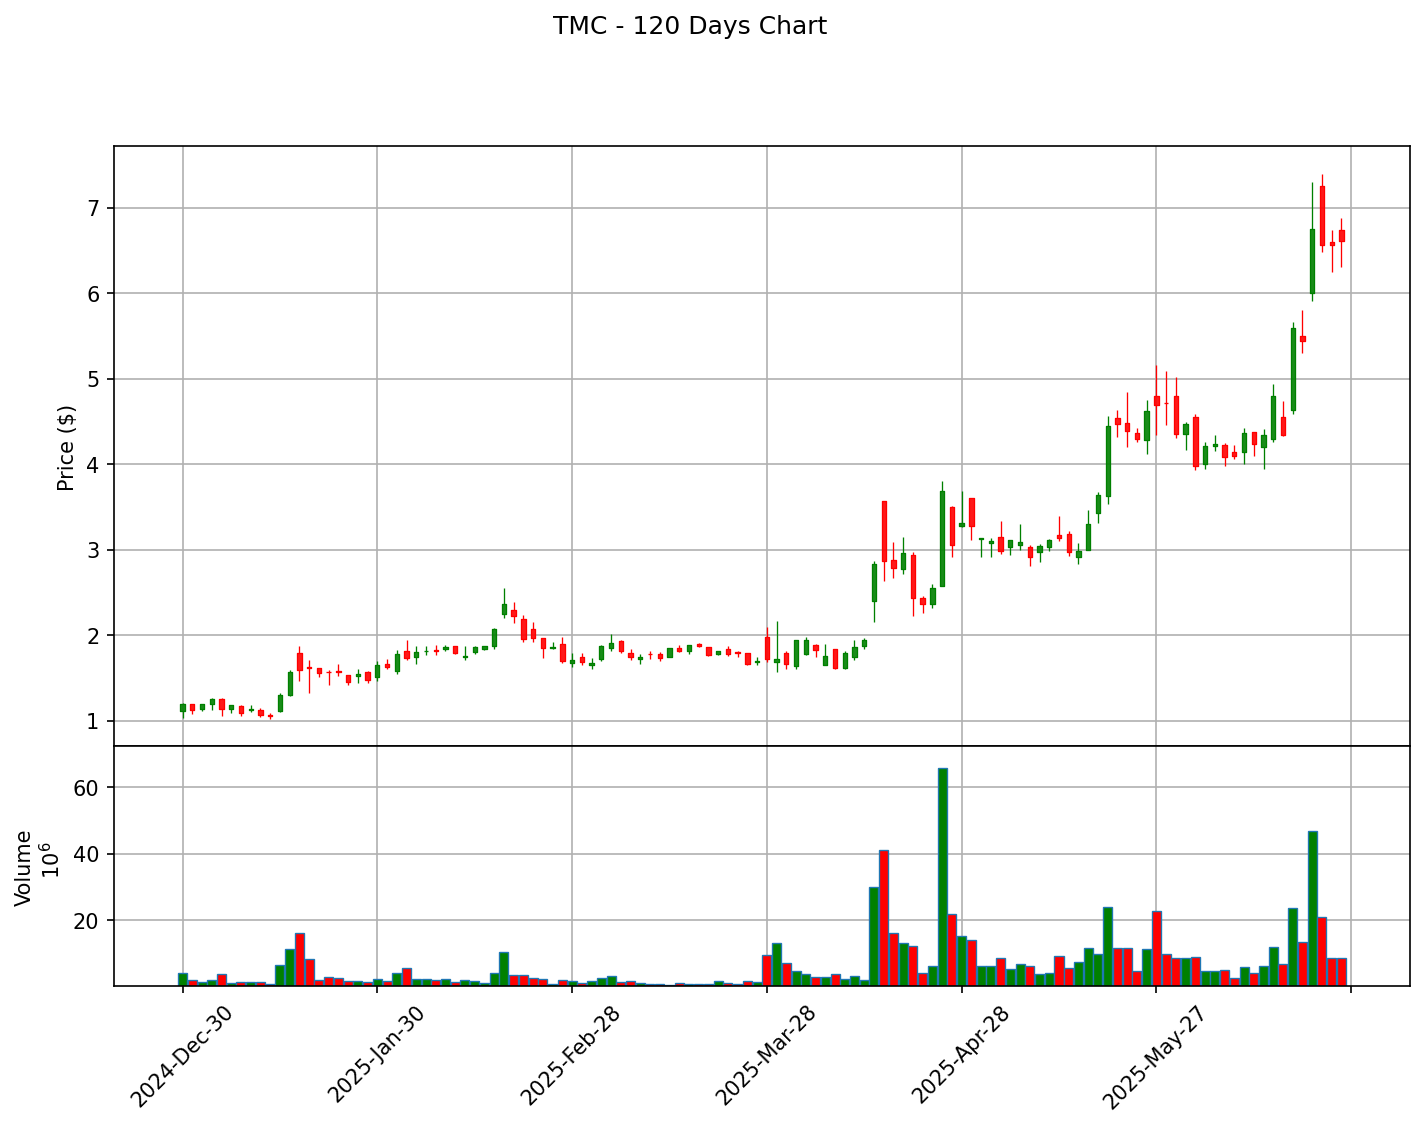 TMC - 120 Days Chart
Price ($)
7
6
5
4
3
2
1
Volume
10^6
60
40
20
2024-Dec-30
2025-Jan-30
2025-Feb-28
2025-Mar-28
2025-Apr-28
2025-May-27